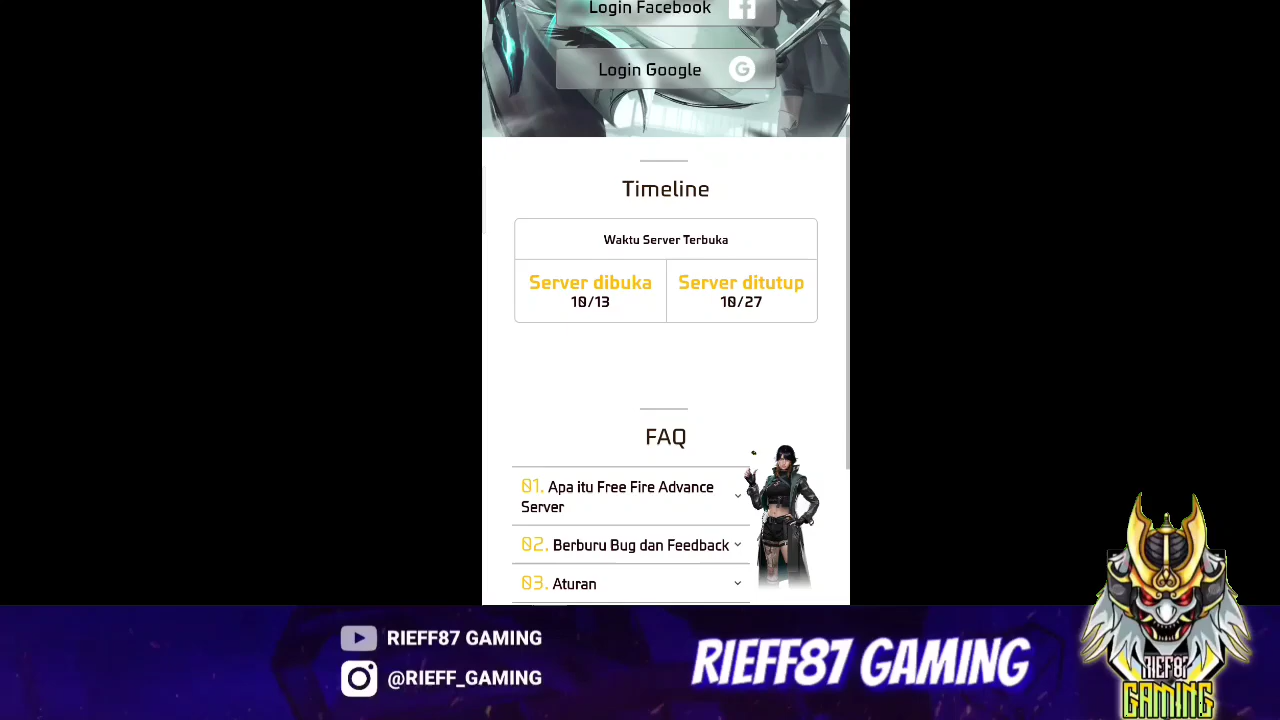 Login Facebook
Login Google
Timeline
Waktu Server Terbuka
Server dibuka
10/13
Server ditutup
10/27
FAQ
01. Apa itu Free Fire Advance
Server
02. Berburu Bug dan Feedback
03. Aturan
RIEFF87 GAMING
@RIEFF_GAMING
RIEFF87 GAMING
RIEF87
GAMING